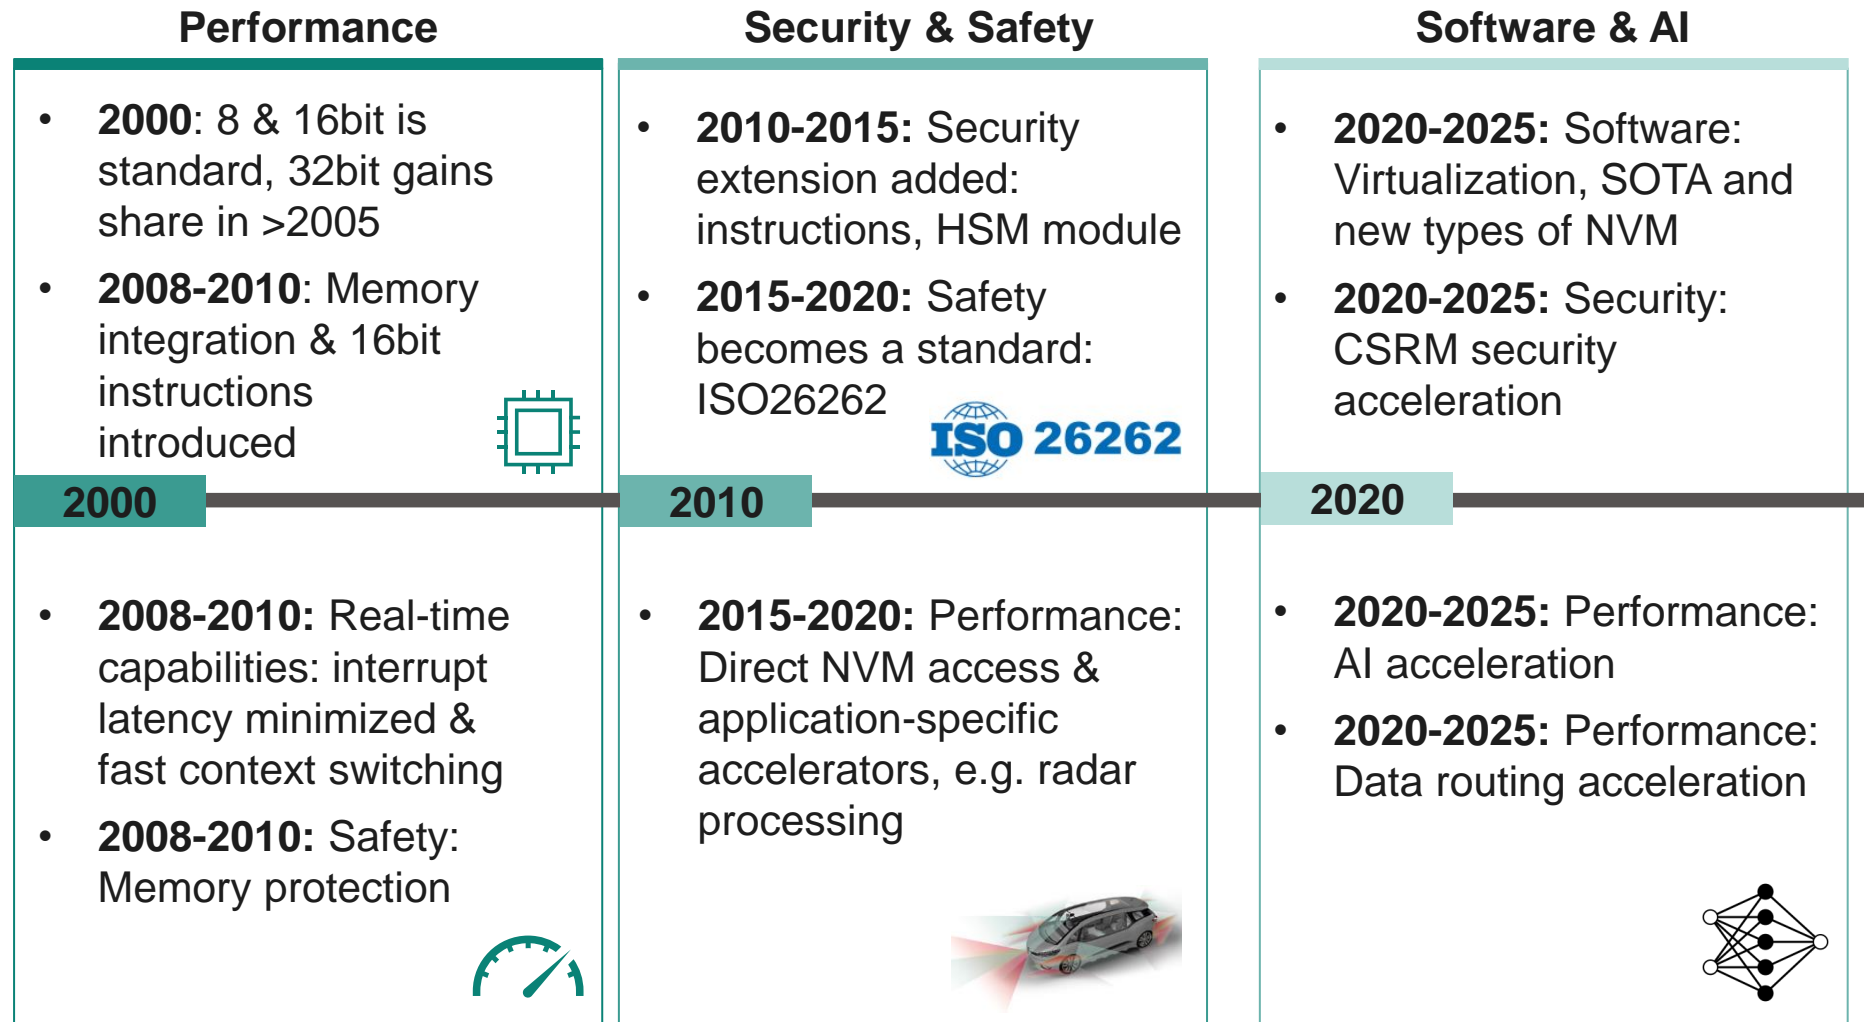 Performance
• 2000: 8 & 16bit is
standard, 32bit gains
share in >2005
• 2008-2010: Memory
integration & 16bit
instructions
introduced
2000
• 2008-2010: Real-time
capabilities: interrupt
latency minimized &
fast context switching
• 2008-2010: Safety:
Memory protection
Security & Safety
• 2010-2015: Security
extension added:
instructions, HSM module
• 2015-2020: Safety
becomes a standard:
ISO26262
ISO 26262
2010
• 2015-2020: Performance:
Direct NVM access &
application-specific
accelerators, e.g. radar
processing
Software & AI
• 2020-2025: Software:
Virtualization, SOTA and
new types of NVM
• 2020-2025: Security:
CSRM security
acceleration
2020
• 2020-2025: Performance:
AI acceleration
• 2020-2025: Performance:
Data routing acceleration